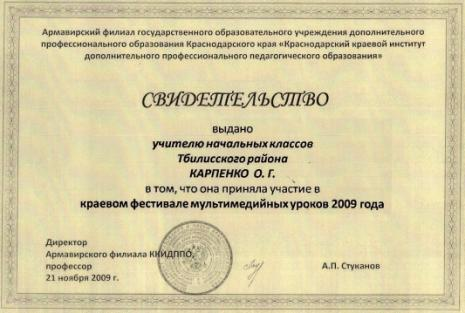 Армавирский филиал государственного образовательного учреждения дополнительного
профессионального образования Краснодарского края «Краснодарский краевой институт
дополнительного профессионального педагогического образования»
СВИДЕТЕЛЬСТВО
выдано
учителю начальных классов
Тбилисского района
КАРПЕНКО О. Г.
в том, что она приняла участие в
краевом фестивале мультимедийных уроков 2009 года
Директор
Армавирского филиала ККИДППО,
профессор
21 ноября 2009 г.
А.П. Стуканов